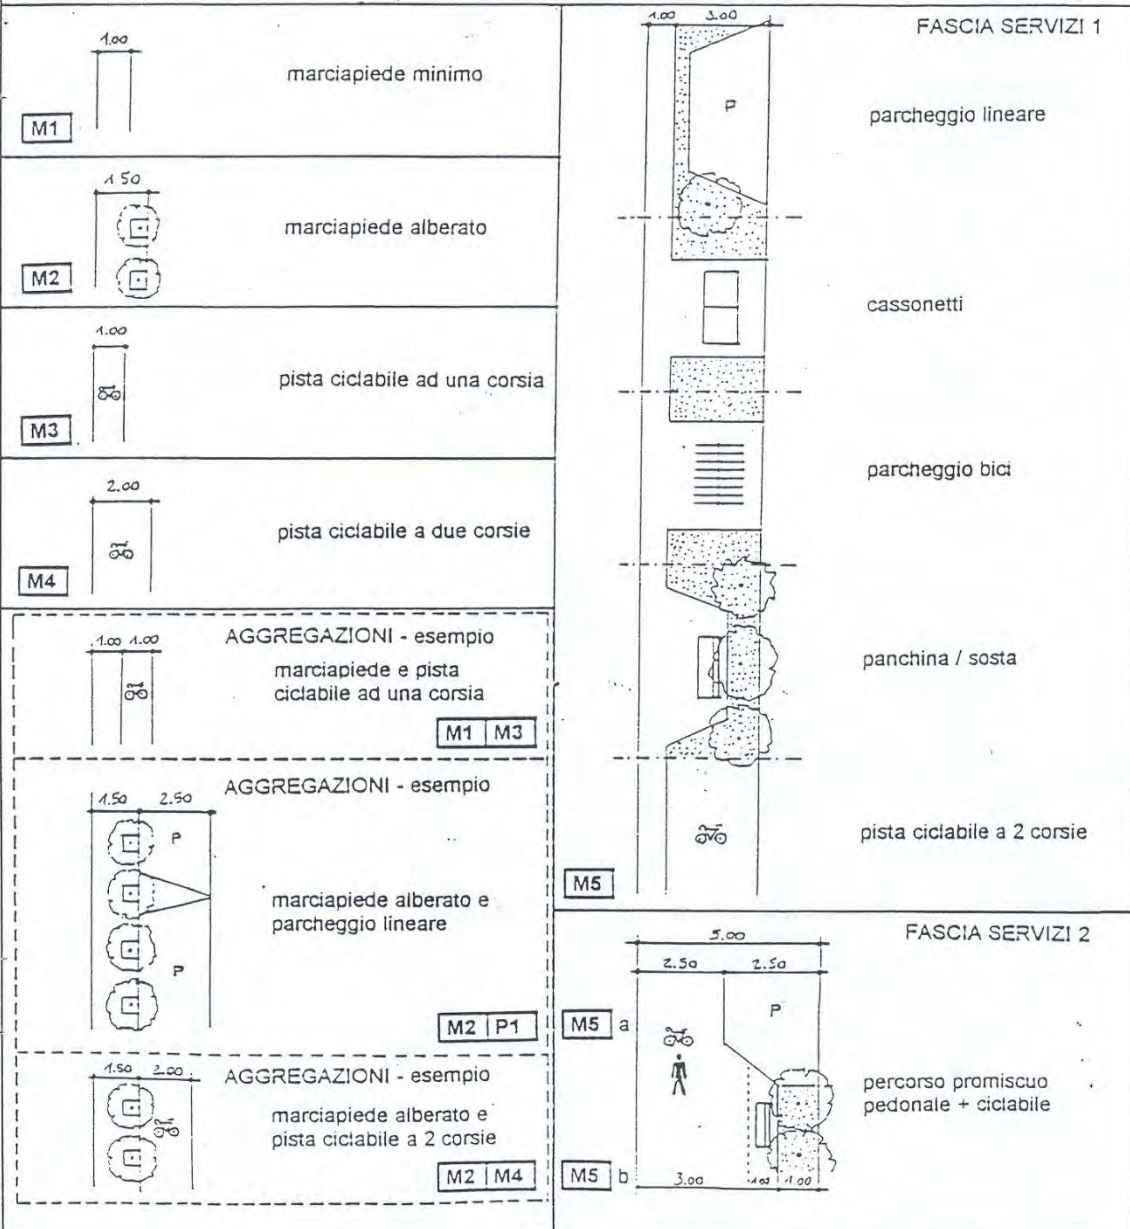 1.00
marciapiede minimo
M1
1.50
marciapiede alberato
M2
1.00
pista ciclabile ad una corsia
M3
2.00
pista ciclabile a due corsie
M4
AGGREGAZIONI - esempio
1.00 1.00
marciapiede e pista
ciclabile ad una corsia
M1 M3
AGGREGAZIONI - esempio
1.50 2.50
P
marciapiede alberato e
parcheggio lineare
P
M2 P1
AGGREGAZIONI - esempio
1.50 2.00
marciapiede alberato e
pista ciclabile a 2 corsie
M2 M4
FASCIA SERVIZI 1
1.00 3.00
P
parcheggio lineare
cassonetti
parcheggio bici
panchina / sosta
pista ciclabile a 2 corsie
M5
FASCIA SERVIZI 2
5.00
2.50 2.50
P
M5 a
percorso promiscuo
pedonale + ciclabile
M5 b
3.00 1.00 1.00